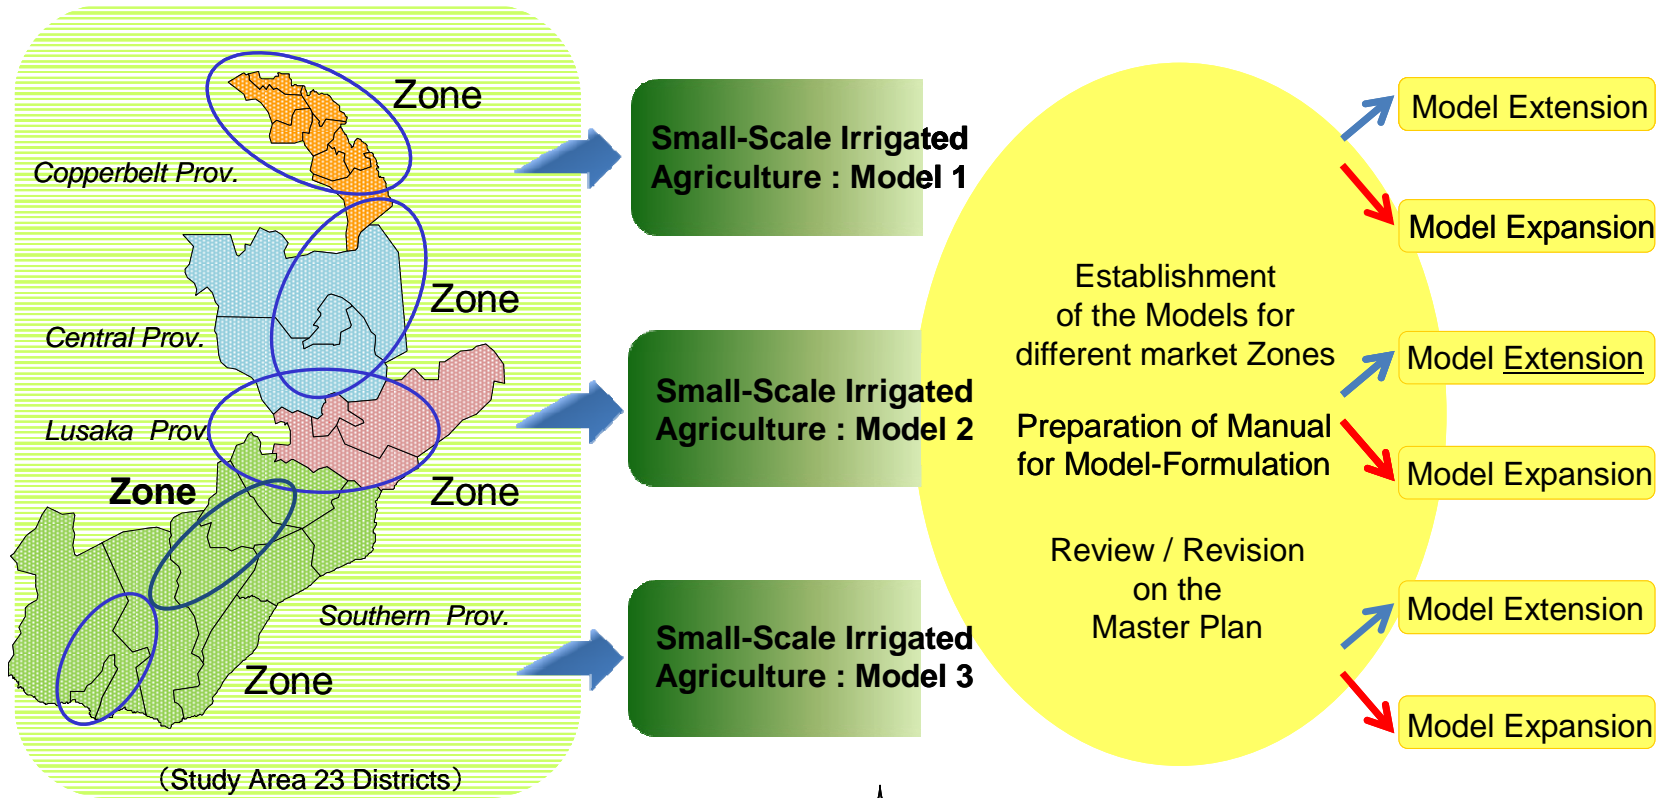 Zone
Copperbelt Prov.
Zone
Central Prov.
Lusaka Prov.
Zone
Zone
Southern Prov.
Zone
（Study Area 23 Districts）
Small-Scale Irrigated
Agriculture : Model 1
Small-Scale Irrigated
Agriculture : Model 2
Small-Scale Irrigated
Agriculture : Model 3
Establishment
of the Models for
different market Zones
Preparation of Manual
for Model-Formulation
Review / Revision
on the
Master Plan
Model Extension
Model Expansion
Model Extension
Model Expansion
Model Extension
Model Expansion